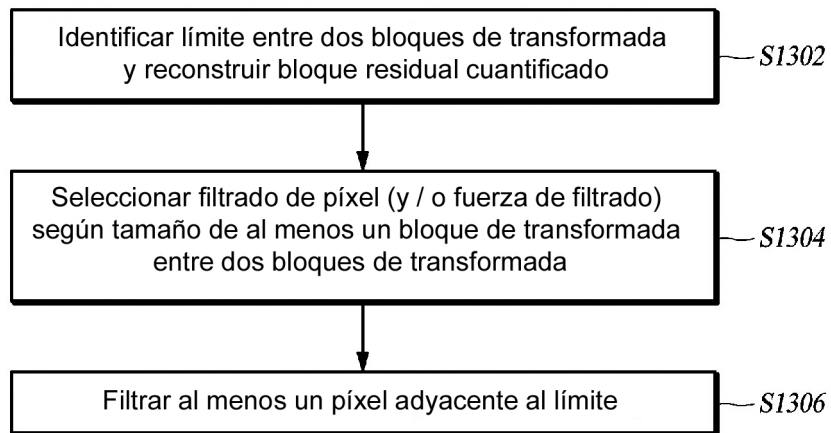 Identificar límite entre dos bloques de transformada
y reconstruir bloque residual cuantificado
S1302
Seleccionar filtrado de píxel (y / o fuerza de filtrado)
según tamaño de al menos un bloque de transformada
entre dos bloques de transformada
S1304
Filtrar al menos un píxel adyacente al límite
S1306